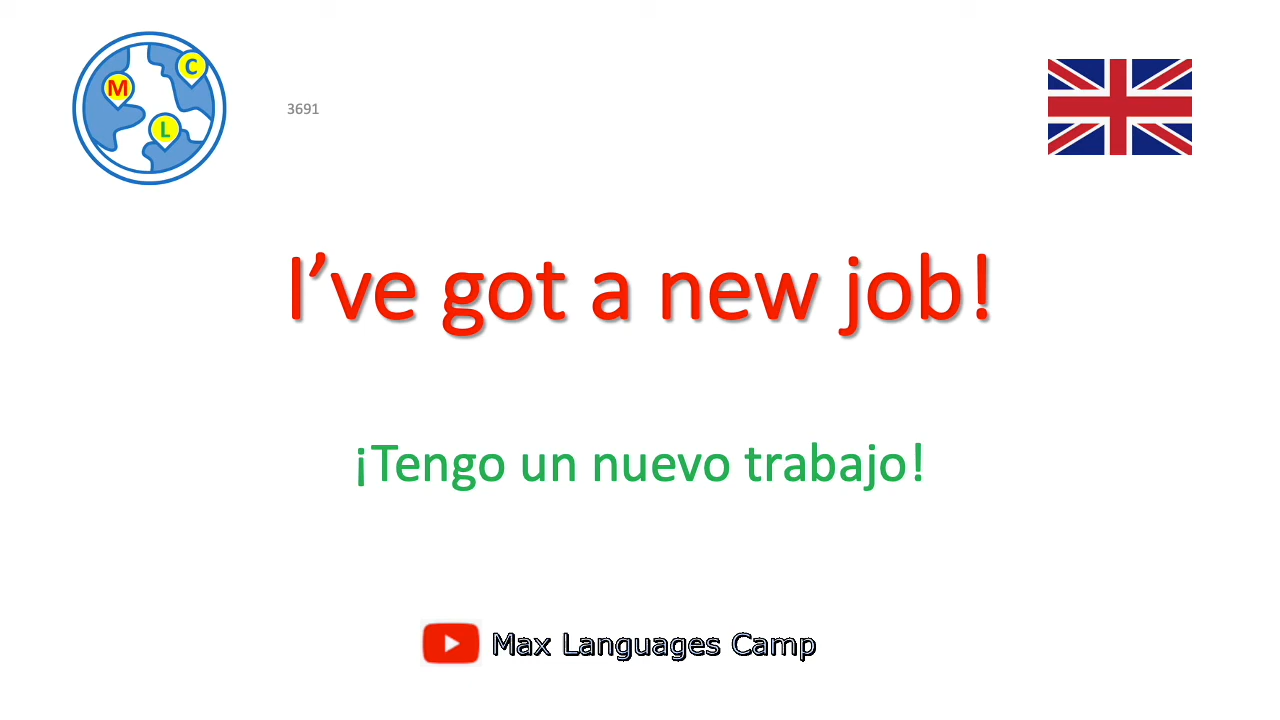 M
C
L
3691
I’ve got a new job!
¡Tengo un nuevo trabajo!
Max Languages Camp